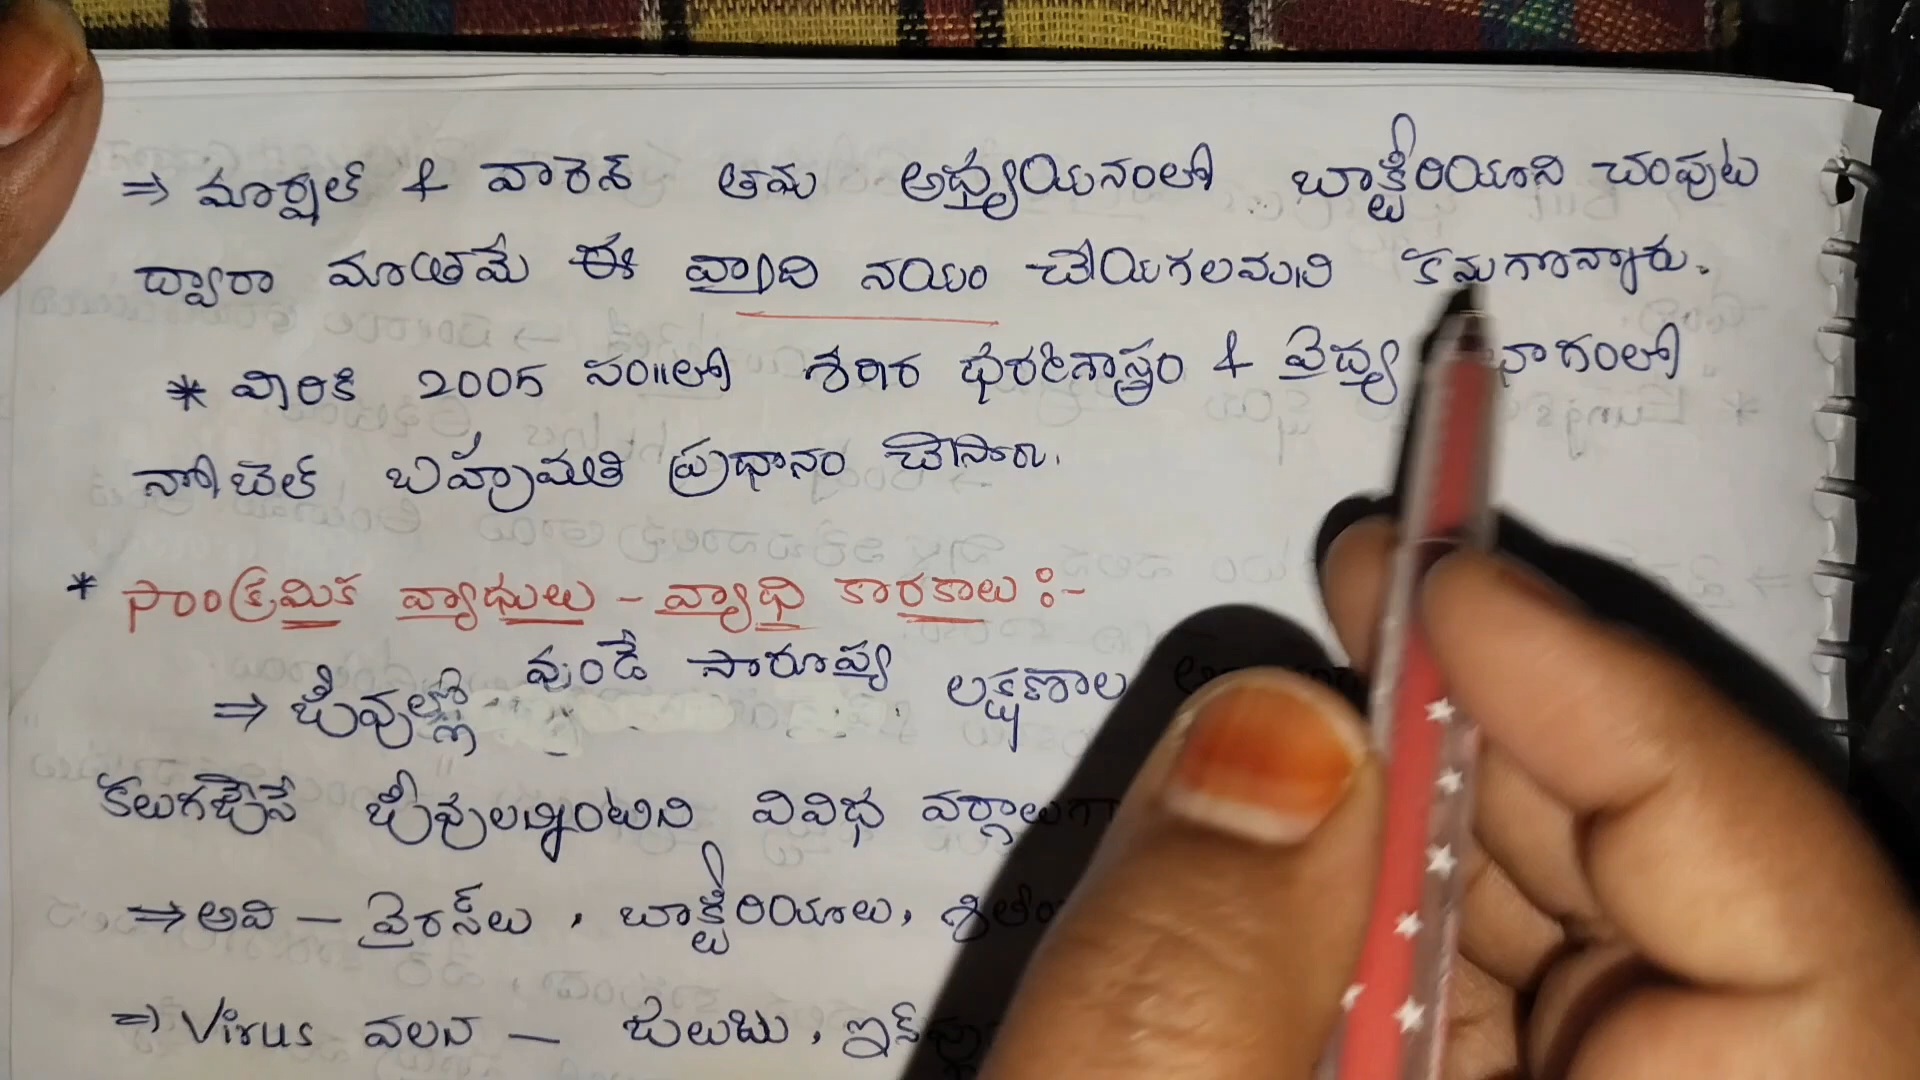 ⇒ మార్షల్ & వారెన్ తమ అధ్యయనంలో బ్యాక్టీరియాని చంపుట
ద్వారా మాత్రమే ఈ వ్యాది నయం చేయగలమని కనుగొన్నారు.
* వీరికి 2005 సం॥లో శరీర ధర్మశాస్త్రం & వైద్య భాగంలో
నోబెల్ బహుమతి ప్రధానం చేసారు.
* సాంక్రమిక వ్యాధులు - వ్యాధి కారకాలు :-
⇒ జీవుల్లో వుండే సారూప్య లక్షణాల
కలుగజేసే జీవులన్నింటిని వివిధ వర్గాలుగా
⇒ అవి – వైరస్‌లు, బ్యాక్టీరియాలు,
⇒ Virus వలన – జలుబు,